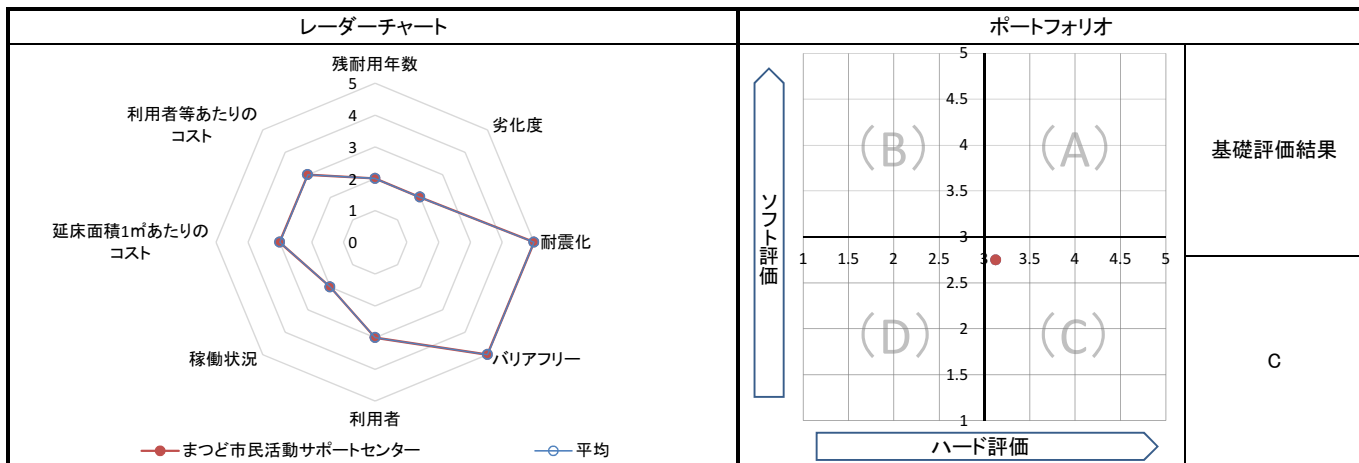 レーダーチャート
残耐用年数
劣化度
耐震化
バリアフリー
利用者
稼働状況
延床面積1㎡あたりの
コスト
利用者等あたりの
コスト
5
4
3
2
1
0
まつど市民活動サポートセンター
平均
ポートフォリオ
ソフト評価
5
4.5
4
3.5
3
1 1.5 2 2.5 3 3.5 4 4.5 5
2.5
2
1.5
1
(B)
(A)
(D)
(C)
ハード評価
基礎評価結果
C